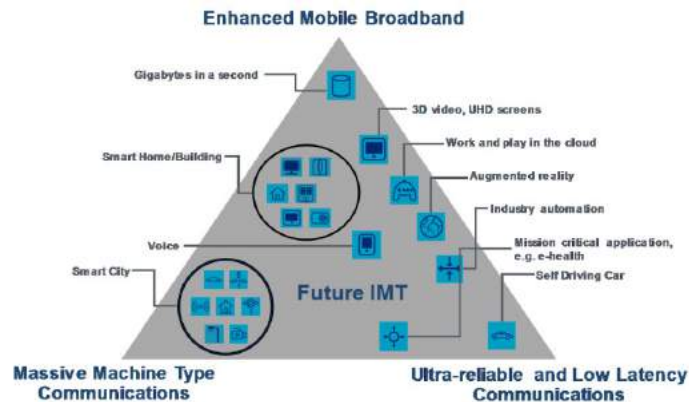 Enhanced Mobile Broadband
Gigabytes in a second
3D video, UHD screens
Smart Home/Building
Work and play in the cloud
Augmented reality
Industry automation
Voice
Mission critical application,
e.g. e-health
Smart City
Self Driving Car
Future IMT
Massive Machine Type
Communications
Ultra-reliable and Low Latency
Communications